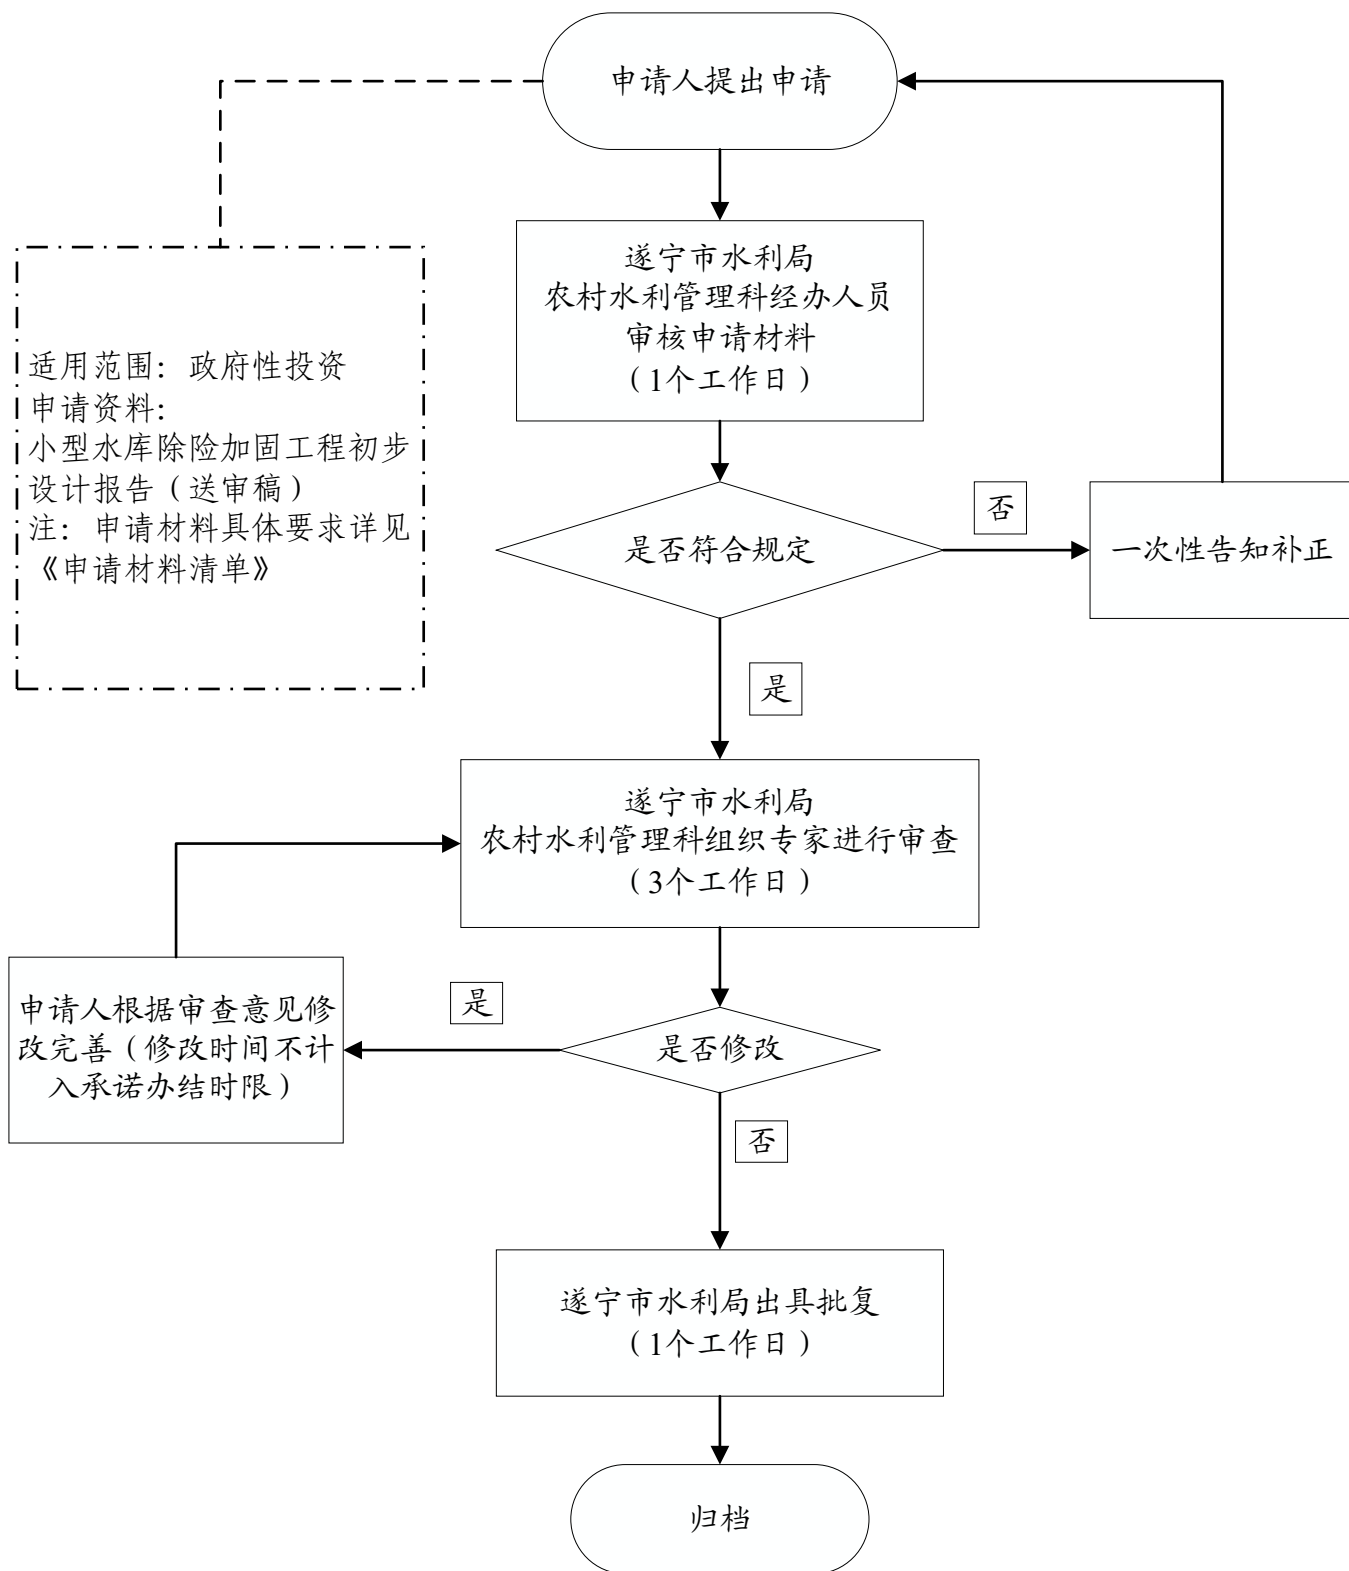 申请人提出申请
遂宁市水利局
农村水利管理科经办人员
审核申请材料
（1个工作日）
适用范围：政府性投资
申请资料：
小型水库除险加固工程初步
设计报告（送审稿）
注：申请材料具体要求详见
《申请材料清单》
是否符合规定
否
一次性告知补正
是
遂宁市水利局
农村水利管理科组织专家进行审查
（3个工作日）
申请人根据审查意见修
改完善（修改时间不计
入承诺办结时限）
是
是否修改
否
遂宁市水利局出具批复
（1个工作日）
归档